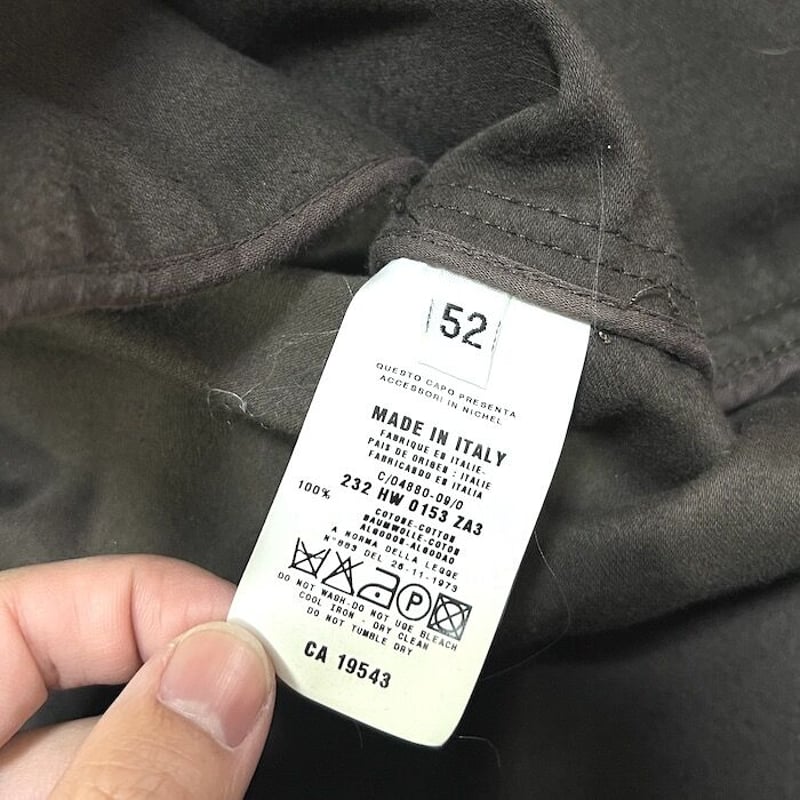 52
QUESTO CAPO PRESENTA
ACCESSORI IN NICHEL
MADE IN ITALY
FABRIQUE EN ITALIE-
PAIS DE ORIGEN : ITALIE
FABRICANDO EN ITALIA
C/04880-09/0
232 HW 0153 ZA3
100%
COTONE-COTTON
BAUMWOLLE-COTON
ALGODON-ALGODAO
A NORMA DELLA LEGGE
N°883 DEL 26-11-1973
P
DO NOT WASH-DO NOT USE BLEACH
COOL IRON - DRY CLEAN
DO NOT TUMBLE DRY
CA 19543